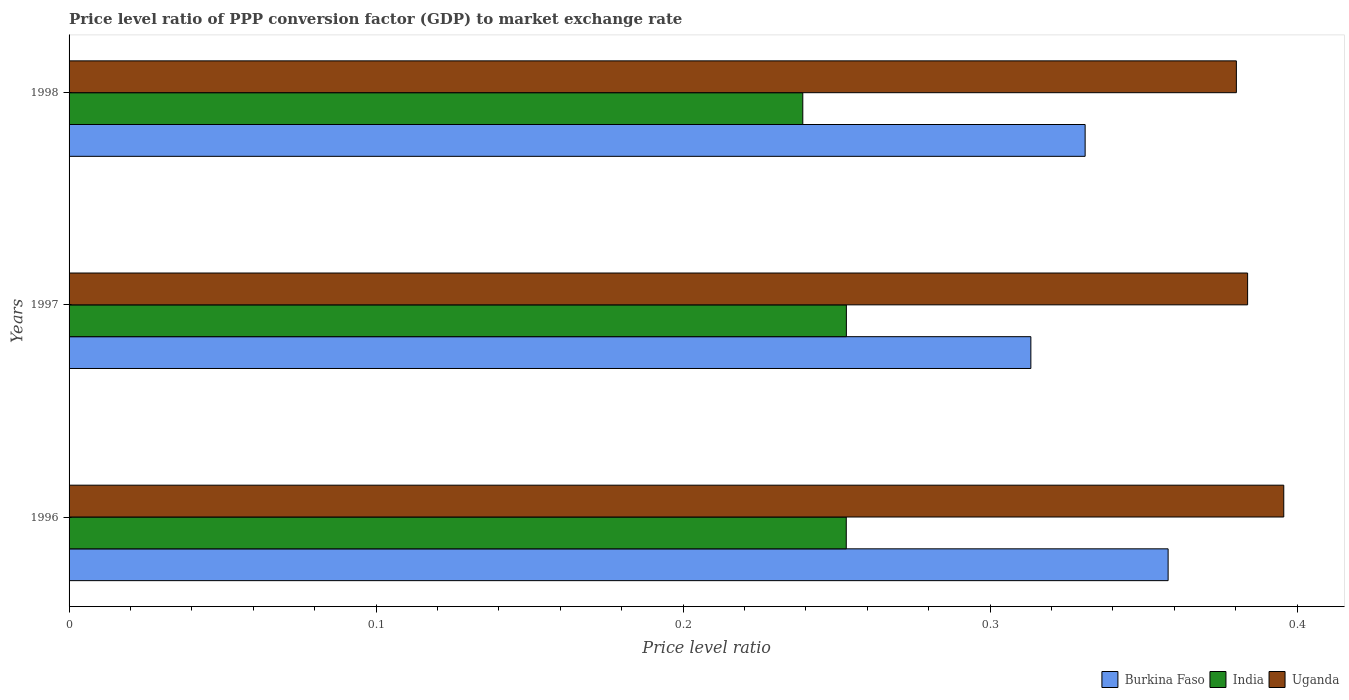 Price level ratio of PPP conversion factor (GDP) to market exchange rate
1998
1997
1996
Years
0
0.1
0.2
0.3
0.4
Price level ratio
Burkina Faso
India
Uganda